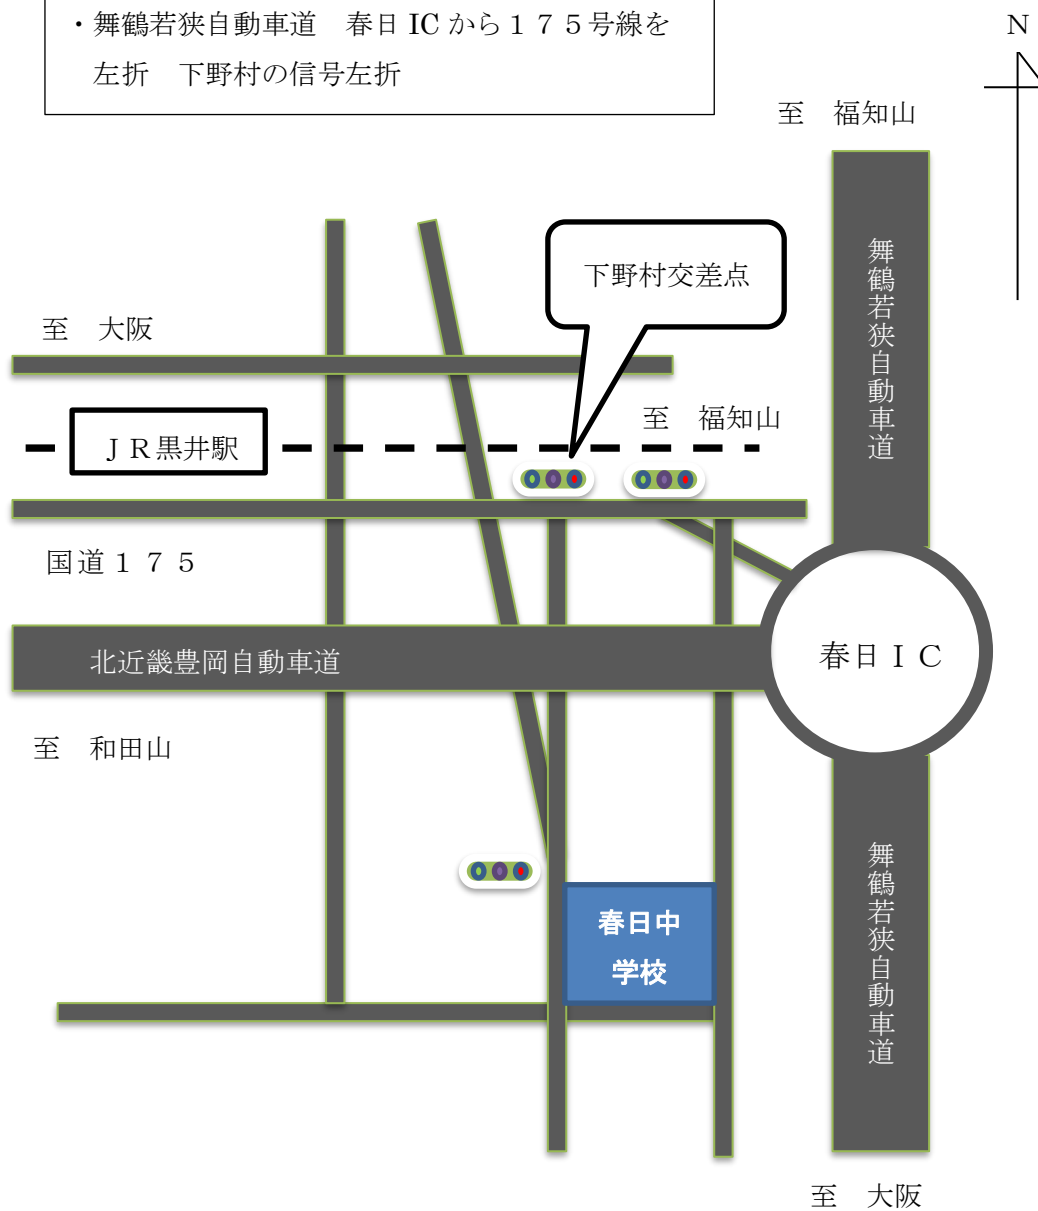 ・舞鶴若狭自動車道　春日 IC から１７５号線を
左折　下野村の信号左折
N
至　福知山
舞鶴若狭自動車道
下野村交差点
至　大阪
至　福知山
ＪＲ黒井駅
国道１７５
北近畿豊岡自動車道
春日ＩＣ
至　和田山
舞鶴若狭自動車道
春日中
学校
至　大阪